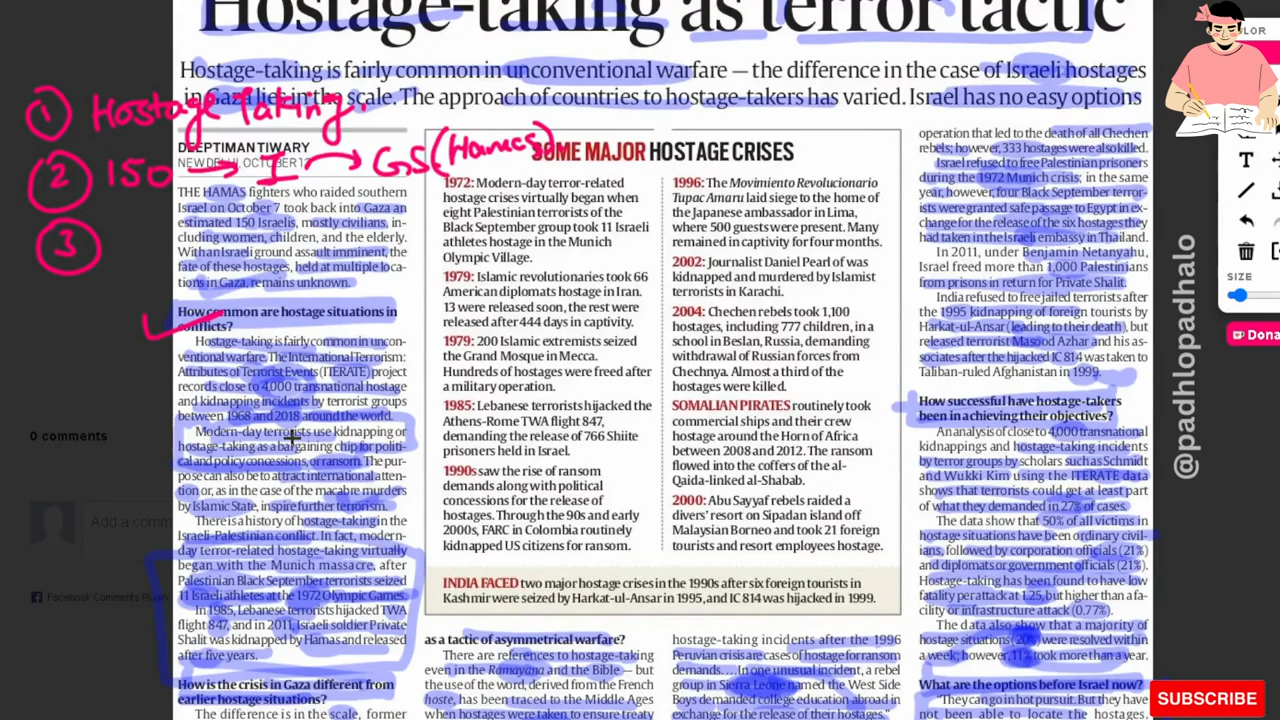 Hostage-taking as terror tactic
Hostage-taking is fairly common in unconventional warfare — the difference in the case of Israeli hostages
in Gaza lies in the scale. The approach of countries to hostage-takers has varied. Israel has no easy options
① Hostage Taking.
② 150 → I → GS (Hamas)
③
DEEPTIMAN TIWARY
NEW DELHI, OCTOBER 12
THE HAMAS fighters who raided southern
Israel on October 7 took back into Gaza an
estimated 150 Israelis, mostly civilians, in-
cluding women, children, and the elderly.
With an Israeli ground assault imminent, the
fate of these hostages, held at multiple loca-
tions in Gaza, remains unknown.
How common are hostage situations in
conflicts?
Hostage-taking is fairly common in uncon-
ventional warfare. The International Terrorism:
Attributes of Terrorist Events (ITERATE) project
records close to 4,000 transnational hostage
and kidnapping incidents by terrorist groups
between 1968 and 2018 around the world.
Modern-day terrorists use kidnapping or
hostage-taking as a bargaining chip for politi-
cal and policy concessions, or ransom. The pur-
pose can also be to attract international atten-
tion or, as in the case of the macabre murders
by Islamic State, inspire further terrorism.
There is a history of hostage-taking in the
Israeli-Palestinian conflict. In fact, modern-
day terror-related hostage-taking virtually
began with the Munich massacre, after
Palestinian Black September terrorists seized
11 Israeli athletes at the 1972 Olympic Games.
In 1985, Lebanese terrorists hijacked TWA
flight 847, and in 2011, Israeli soldier Private
Shalit was kidnapped by Hamas and released
after five years.
How is the crisis in Gaza different from
earlier hostage situations?
The difference is in the scale, former
SOME MAJOR HOSTAGE CRISES
1972: Modern-day terror-related
hostage crises virtually began when
eight Palestinian terrorists of the
Black September group took 11 Israeli
athletes hostage in the Munich
Olympic Village.
1979: Islamic revolutionaries took 66
American diplomats hostage in Iran.
13 were released soon, the rest were
released after 444 days in captivity.
1979: 200 Islamic extremists seized
the Grand Mosque in Mecca.
Hundreds of hostages were freed after
a military operation.
1985: Lebanese terrorists hijacked the
Athens-Rome TWA flight 847,
demanding the release of 766 Shiite
prisoners held in Israel.
1990s saw the rise of ransom
demands along with political
concessions for the release of
hostages. Through the 90s and early
2000s, FARC in Colombia routinely
kidnapped US citizens for ransom.
1996: The Movimiento Revolucionario
Tupac Amaru laid siege to the home of
the Japanese ambassador in Lima,
where 500 guests were present. Many
remained in captivity for four months.
2002: Journalist Daniel Pearl of was
kidnapped and murdered by Islamist
terrorists in Karachi.
2004: Chechen rebels took 1,100
hostages, including 777 children, in a
school in Beslan, Russia, demanding
withdrawal of Russian forces from
Chechnya. Almost a third of the
hostages were killed.
SOMALIAN PIRATES routinely took
commercial ships and their crew
hostage around the Horn of Africa
between 2008 and 2012. The ransom
flowed into the coffers of the al-
Qaida-linked al-Shabab.
2000: Abu Sayyaf rebels raided a
divers' resort on Sipadan island off
Malaysian Borneo and took 21 foreign
tourists and resort employees hostage.
INDIA FACED two major hostage crises in the 1990s after six foreign tourists in
Kashmir were seized by Harkat-ul-Ansar in 1995, and IC 814 was hijacked in 1999.
as a tactic of asymmetrical warfare?
There are references to hostage-taking
even in the Ramayana and the Bible — but
the use of the word, derived from the French
hoste, has been traced to the Middle Ages
when hostages were taken to ensure treaty
hostage-taking incidents after the 1996
Peruvian crisis are cases of hostage for ransom
demands.... In one unusual incident, a rebel
group in Sierra Leone named the West Side
Boys demanded college education abroad in
exchange for the release of their hostages."
operation that led to the death of all Chechen
rebels; however, 333 hostages were also killed.
Israel refused to free Palestinian prisoners
during the 1972 Munich crisis; in the same
year, however, four Black September terror-
ists were granted safe passage to Egypt in ex-
change for the release of the six hostages they
had taken in the Israeli embassy in Thailand.
In 2011, under Benjamin Netanyahu,
Israel freed more than 1,000 Palestinians
from prisons in return for Private Shalit.
India refused to free jailed terrorists after
the 1995 kidnapping of foreign tourists by
Harkat-ul-Ansar (leading to their death), but
released terrorist Masood Azhar and his as-
sociates after the hijacked IC 814 was taken to
Taliban-ruled Afghanistan in 1999.
How successful have hostage-takers
been in achieving their objectives?
An analysis of close to 4,000 transnational
kidnappings and hostage-taking incidents
by terror groups by scholars such as Schmidt
and Wukki Kim using the ITERATE data
shows that terrorists could get at least part
of what they demanded in 27% of cases.
The data show that 50% of all victims in
hostage situations have been ordinary civil-
ians, followed by corporation officials (21%)
and diplomats or government officials (21%).
Hostage-taking has been found to have low
fatality per attack at 1.25, but higher than a fa-
cility or infrastructure attack (0.77%).
The data also show that a majority of
hostage situations (20%) were resolved within
a week; however, 11% took more than a year.
What are the options before Israel now?
"They can go in hot pursuit. But they have
not been able to locate the hostages,
0 comments
Add a comm
Facebook Comments Plugin
@padhlopadhalo
OLOR
T
SIZE
Dona
SUBSCRIBE